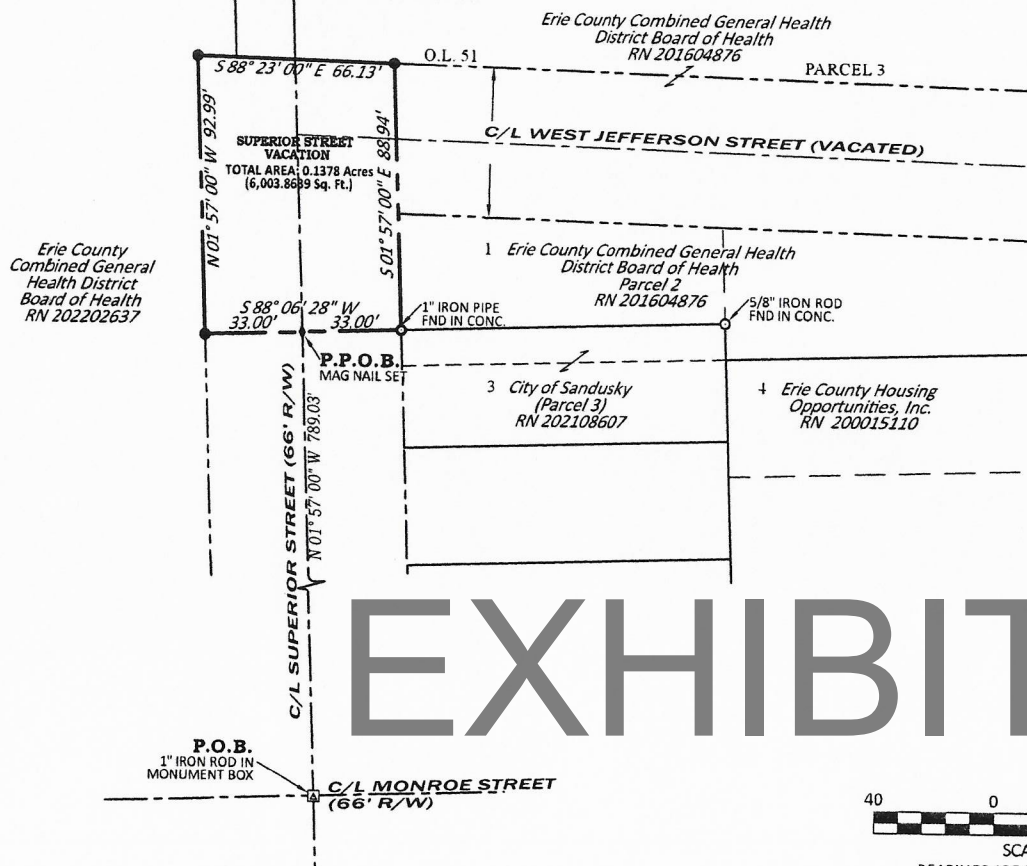 Erie County Combined General Health
District Board of Health
RN 201604876
O.L. 51
PARCEL 3
S 88° 23' 00" E 66.13'
N 01° 57' 00" W 92.99'
S 01° 57' 00" E 88.94'
C/L WEST JEFFERSON STREET (VACATED)
SUPERIOR STREET
VACATION
TOTAL AREA: 0.1378 Acres
(6,003.8639 Sq. Ft.)
Erie County
Combined General
Health District
Board of Health
RN 202202637
1 Erie County Combined General Health
District Board of Health
Parcel 2
RN 201604876
S 88° 06' 28" W
33.00' 33.00'
1" IRON PIPE
FND IN CONC.
5/8" IRON ROD
FND IN CONC.
P.P.O.B.
MAG NAIL SET
3 City of Sandusky
(Parcel 3)
RN 202108607
4 Erie County Housing
Opportunities, Inc.
RN 200015110
C/L SUPERIOR STREET (66' R/W)
N 01° 57' 00" W 789.03'
EXHIBIT
P.O.B.
1" IRON ROD IN
MONUMENT BOX
C/L MONROE STREET
(66' R/W)
40 0